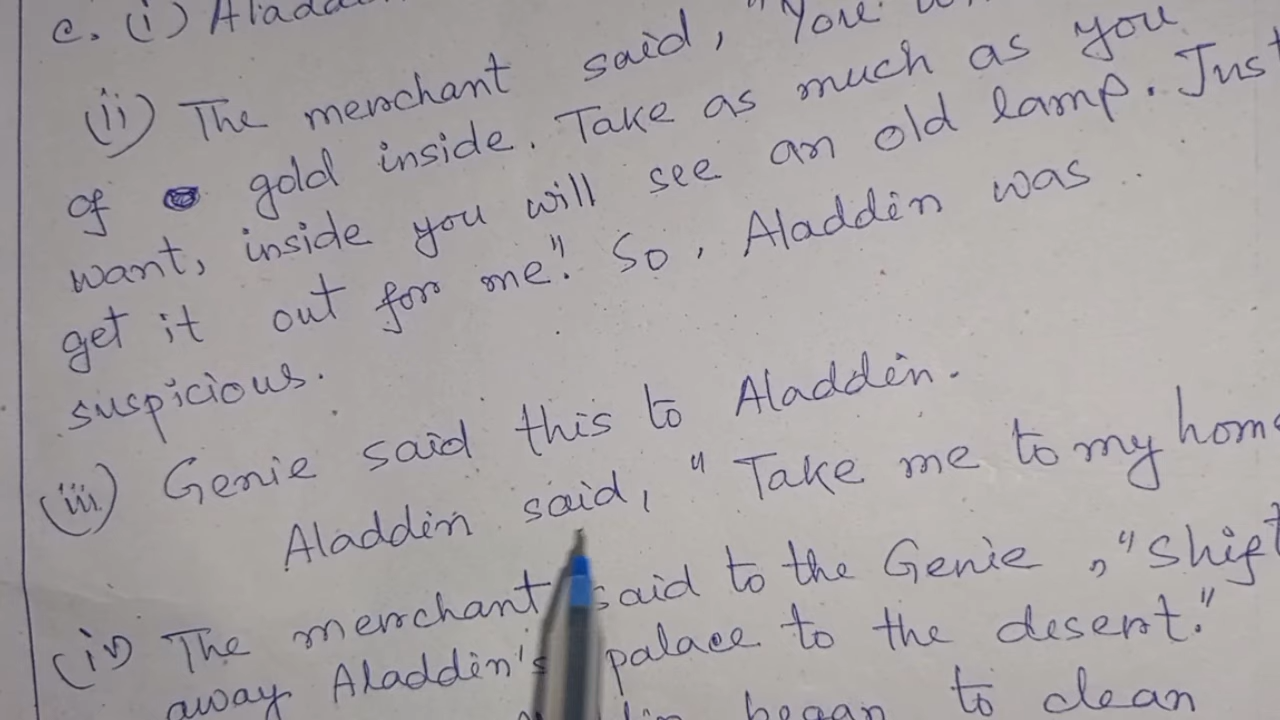 c. (i)
(ii) The merchant said, "You
of gold inside. Take as much as you
want, inside you will see an old lamp. Just
get it out for me." So, Aladdin was
suspicious.
(iii) Genie said this to Aladdin.
Aladdin said, "Take me to my home
(iv) The merchant said to the Genie, "Shift
away Aladdin's palace to the desert."
began to clean